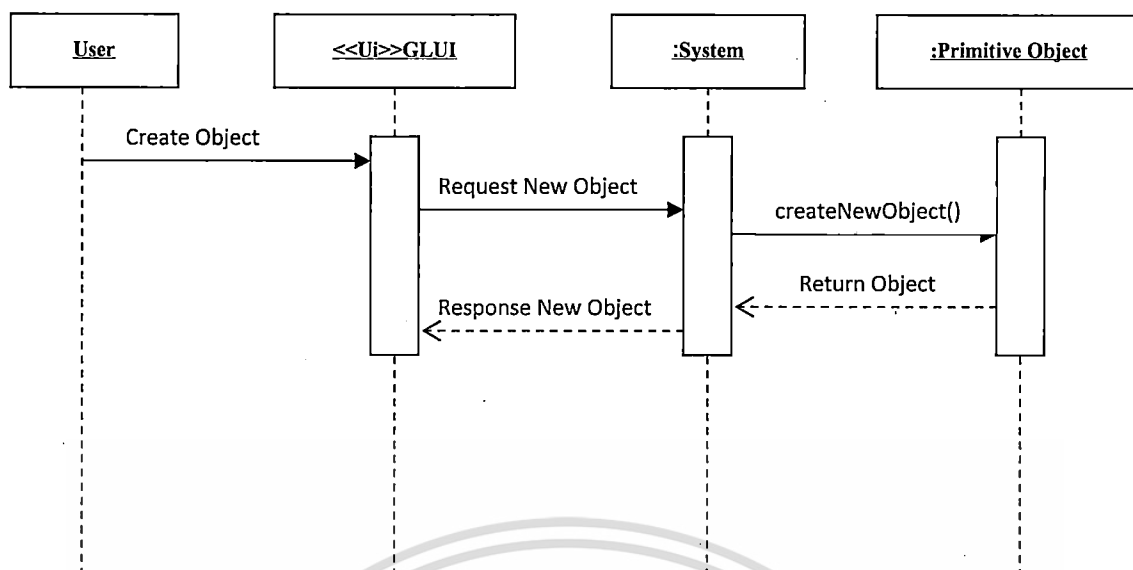 User
<<Ui>>GLUI
:System
:Primitive Object
Create Object
Request New Object
createNewObject()
Return Object
Response New Object